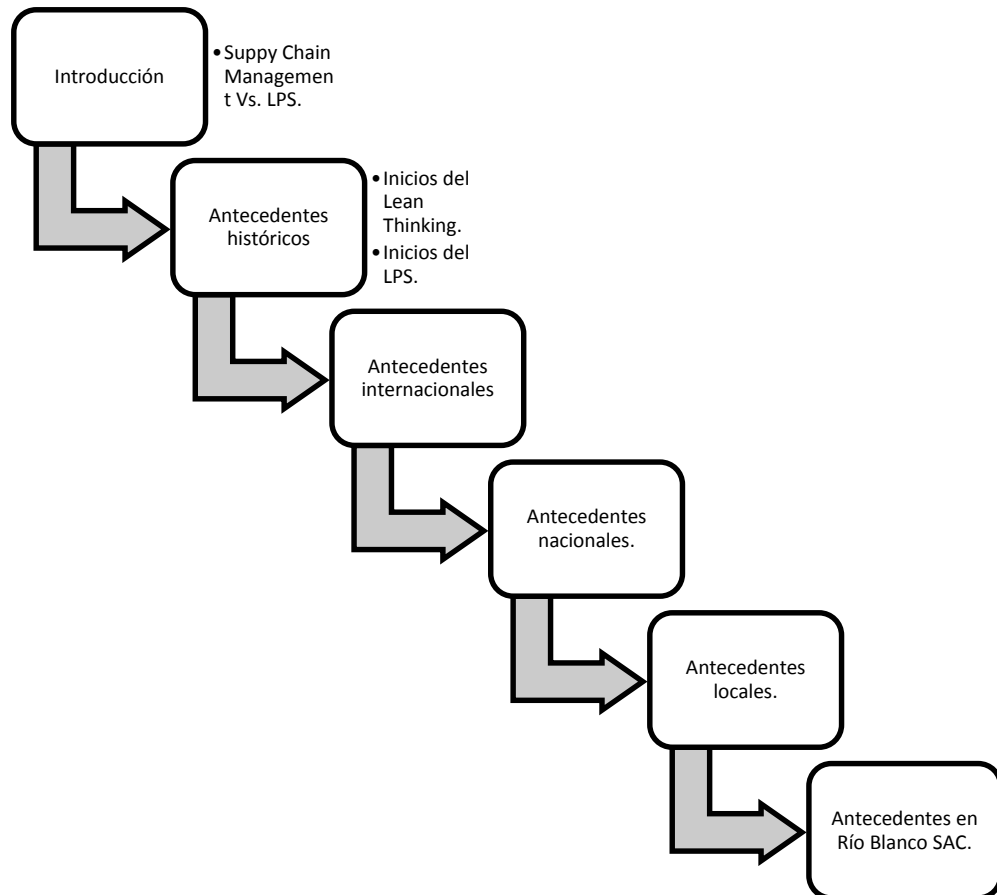 Introducción
•Suppy Chain
Managemen
t Vs. LPS.
Antecedentes
históricos
•Inicios del
Lean
Thinking.
•Inicios del
LPS.
Antecedentes
internacionales
Antecedentes
nacionales.
Antecedentes
locales.
Antecedentes en
Río Blanco SAC.